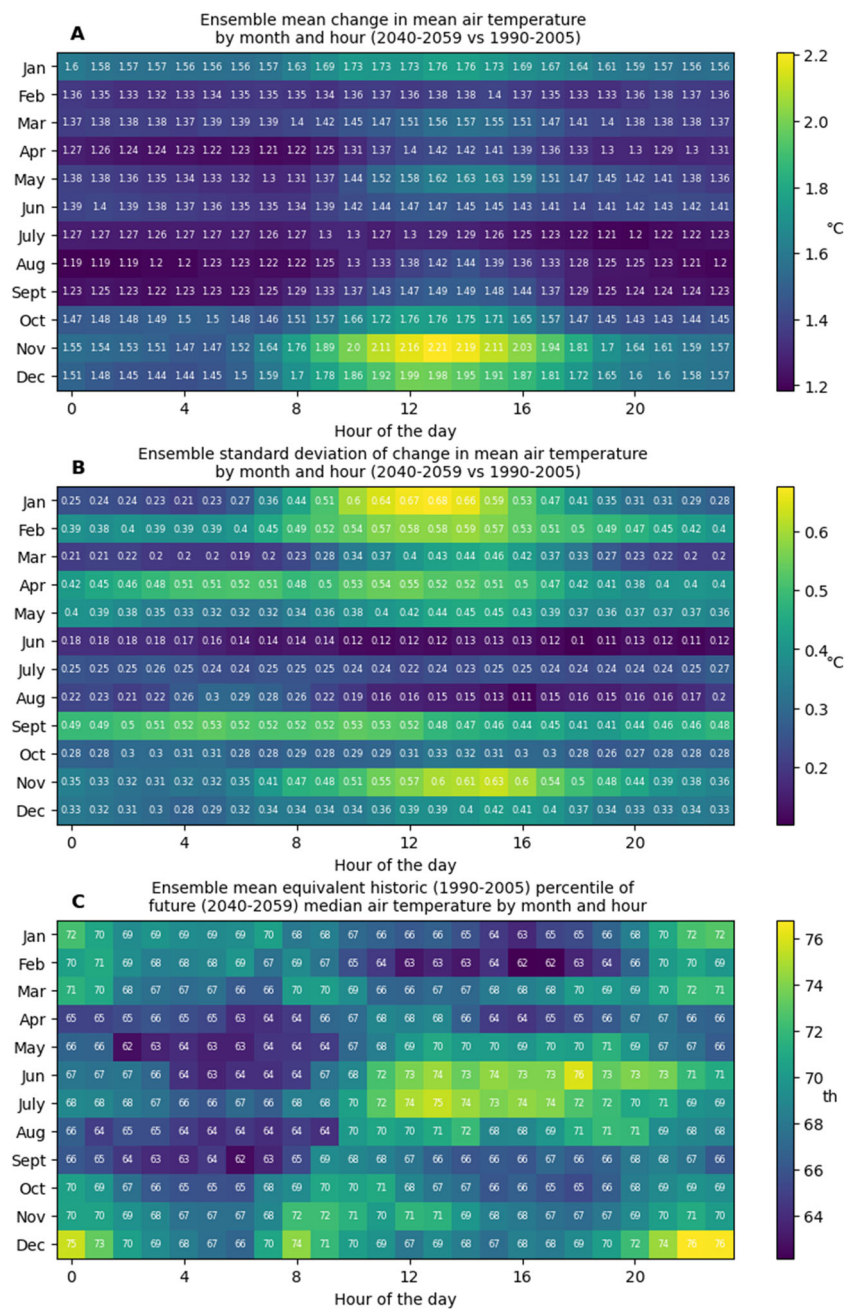 A
Ensemble mean change in mean air temperature
by month and hour (2040-2059 vs 1990-2005)
Jan 1.6 1.58 1.57 1.57 1.56 1.56 1.56 1.57 1.63 1.69 1.73 1.73 1.73 1.76 1.76 1.73 1.69 1.67 1.64 1.61 1.59 1.57 1.56 1.56
Feb 1.36 1.35 1.33 1.32 1.33 1.34 1.35 1.35 1.34 1.36 1.37 1.36 1.38 1.38 1.4 1.37 1.35 1.33 1.33 1.36 1.38 1.37 1.36
Mar 1.37 1.38 1.38 1.38 1.37 1.39 1.39 1.39 1.4 1.42 1.45 1.47 1.51 1.56 1.57 1.55 1.51 1.47 1.41 1.4 1.38 1.38 1.38 1.37
Apr 1.27 1.26 1.24 1.24 1.23 1.22 1.23 1.21 1.22 1.25 1.31 1.37 1.4 1.42 1.42 1.41 1.39 1.36 1.33 1.3 1.3 1.29 1.3 1.31
May 1.38 1.38 1.36 1.35 1.34 1.33 1.32 1.3 1.31 1.37 1.44 1.52 1.58 1.62 1.63 1.63 1.59 1.51 1.47 1.45 1.42 1.41 1.38 1.36
Jun 1.39 1.4 1.39 1.38 1.37 1.36 1.35 1.34 1.34 1.39 1.42 1.44 1.47 1.47 1.45 1.45 1.44 1.43 1.41 1.4 1.41 1.43 1.42 1.41
July 1.27 1.27 1.27 1.26 1.27 1.27 1.27 1.26 1.27 1.3 1.3 1.27 1.3 1.29 1.29 1.26 1.25 1.23 1.22 1.21 1.2 1.22 1.22 1.23
Aug 1.19 1.19 1.19 1.2 1.2 1.23 1.23 1.22 1.22 1.25 1.3 1.33 1.38 1.42 1.44 1.39 1.36 1.33 1.28 1.25 1.25 1.23 1.21 1.2
Sept 1.23 1.25 1.23 1.22 1.23 1.23 1.23 1.25 1.29 1.33 1.37 1.43 1.47 1.49 1.49 1.48 1.44 1.37 1.29 1.25 1.24 1.24 1.24 1.23
Oct 1.47 1.48 1.48 1.49 1.5 1.5 1.48 1.46 1.51 1.57 1.66 1.72 1.76 1.76 1.75 1.71 1.65 1.57 1.47 1.45 1.43 1.43 1.44 1.45
Nov 1.55 1.54 1.53 1.51 1.47 1.47 1.52 1.64 1.76 1.89 2.0 2.11 2.16 2.21 2.19 2.11 2.03 1.94 1.81 1.7 1.64 1.61 1.59 1.57
Dec 1.51 1.48 1.45 1.44 1.44 1.45 1.5 1.59 1.7 1.78 1.86 1.92 1.99 1.98 1.95 1.91 1.87 1.81 1.72 1.65 1.6 1.6 1.58 1.57
0 4 8 12 16 20
Hour of the day
2.2
2.0
1.8
°C
1.6
1.4
1.2
B
Ensemble standard deviation of change in mean air temperature
by month and hour (2040-2059 vs 1990-2005)
Jan 0.25 0.24 0.24 0.23 0.21 0.23 0.27 0.36 0.44 0.51 0.6 0.64 0.67 0.68 0.66 0.59 0.53 0.47 0.41 0.35 0.31 0.31 0.29 0.28
Feb 0.39 0.38 0.4 0.39 0.39 0.39 0.4 0.45 0.49 0.52 0.54 0.57 0.58 0.58 0.59 0.57 0.53 0.51 0.5 0.49 0.47 0.45 0.42 0.4
Mar 0.21 0.21 0.22 0.2 0.2 0.2 0.19 0.2 0.23 0.28 0.34 0.37 0.4 0.43 0.44 0.46 0.42 0.37 0.33 0.27 0.23 0.22 0.2 0.2
Apr 0.42 0.45 0.46 0.48 0.51 0.51 0.52 0.51 0.48 0.5 0.53 0.54 0.55 0.52 0.52 0.51 0.5 0.47 0.42 0.41 0.38 0.4 0.4 0.4
May 0.4 0.39 0.38 0.35 0.33 0.32 0.32 0.32 0.34 0.36 0.38 0.4 0.42 0.44 0.45 0.45 0.43 0.39 0.37 0.36 0.36 0.37 0.37 0.36
Jun 0.18 0.18 0.18 0.18 0.17 0.16 0.14 0.14 0.14 0.14 0.12 0.12 0.12 0.12 0.13 0.13 0.13 0.12 0.1 0.11 0.13 0.12 0.11 0.12
July 0.25 0.25 0.25 0.26 0.25 0.24 0.24 0.25 0.25 0.25 0.24 0.24 0.22 0.24 0.23 0.25 0.25 0.24 0.24 0.24 0.24 0.24 0.25 0.27
Aug 0.22 0.23 0.21 0.22 0.26 0.3 0.29 0.28 0.26 0.22 0.19 0.16 0.16 0.15 0.15 0.13 0.11 0.15 0.16 0.15 0.16 0.16 0.17 0.2
Sept 0.49 0.49 0.5 0.51 0.52 0.53 0.52 0.52 0.52 0.52 0.53 0.53 0.52 0.48 0.47 0.46 0.44 0.45 0.41 0.41 0.44 0.46 0.46 0.48
Oct 0.28 0.28 0.3 0.3 0.31 0.31 0.28 0.28 0.29 0.28 0.29 0.29 0.31 0.33 0.32 0.31 0.3 0.3 0.28 0.26 0.27 0.28 0.28 0.28
Nov 0.35 0.33 0.32 0.31 0.32 0.32 0.35 0.41 0.47 0.48 0.51 0.55 0.57 0.6 0.61 0.63 0.6 0.54 0.5 0.48 0.44 0.39 0.38 0.36
Dec 0.33 0.32 0.31 0.3 0.28 0.29 0.32 0.34 0.34 0.34 0.34 0.36 0.39 0.39 0.4 0.42 0.41 0.4 0.37 0.34 0.33 0.33 0.34 0.33
0 4 8 12 16 20
Hour of the day
0.6
0.5
0.4
°C
0.3
0.2
C
Ensemble mean equivalent historic (1990-2005) percentile of
future (2040-2059) median air temperature by month and hour
Jan 72 70 69 69 69 69 69 70 68 68 67 66 66 66 65 64 63 65 65 66 68 70 72 72
Feb 70 71 69 68 68 68 69 67 69 67 65 64 63 63 63 64 62 62 63 64 66 70 70 69
Mar 71 70 68 67 67 67 66 66 70 70 69 66 66 67 67 68 68 68 70 69 69 70 72 71
Apr 65 65 65 66 65 65 63 64 64 66 67 68 68 68 66 64 64 65 65 66 67 67 66 66
May 66 66 62 63 64 63 63 64 64 64 67 68 69 70 70 70 69 70 70 71 69 67 67 66
Jun 67 67 67 66 64 63 64 64 64 67 68 72 73 74 73 74 73 73 76 73 73 73 71 71
July 68 68 68 67 66 66 67 66 68 68 70 72 74 75 74 73 74 74 72 72 70 71 69 69
Aug 66 64 65 65 64 64 64 64 64 64 70 70 70 71 72 68 68 69 71 71 71 69 68 68
Sept 66 65 64 63 63 64 62 63 65 69 68 68 67 67 66 66 66 67 66 66 68 68 67 66
Oct 70 69 67 66 65 65 65 68 69 70 70 71 68 68 67 66 66 65 65 66 68 69 69 69
Nov 70 70 69 68 67 67 67 68 72 72 71 70 71 71 69 68 68 68 67 67 67 69 71 70
Dec 75 73 70 69 68 67 66 70 74 71 70 69 67 69 68 67 68 66 69 70 72 74 76 76
0 4 8 12 16 20
Hour of the day
76
74
72
70
th
68
66
64